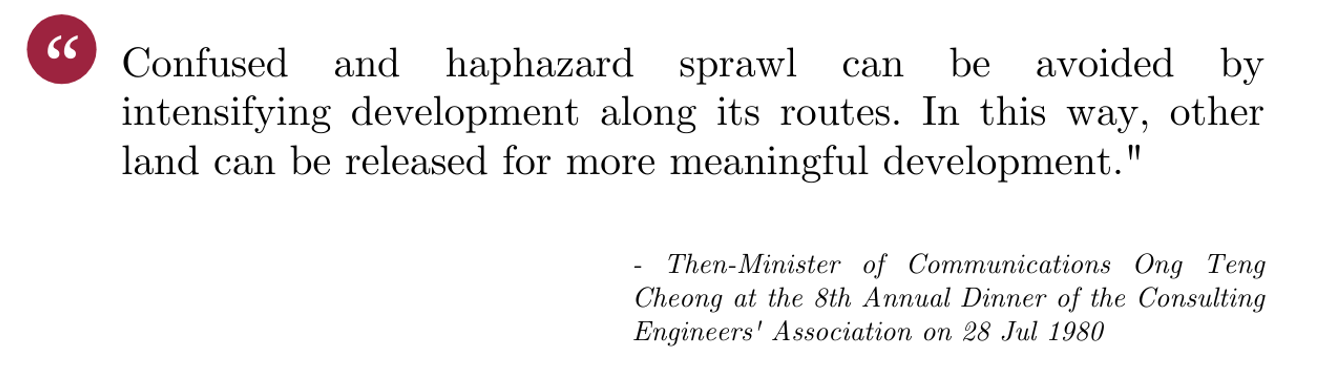 “
Confused and haphazard sprawl can be avoided by
intensifying development along its routes. In this way, other
land can be released for more meaningful development."
- Then-Minister of Communications Ong Teng
Cheong at the 8th Annual Dinner of the Consulting
Engineers' Association on 28 Jul 1980